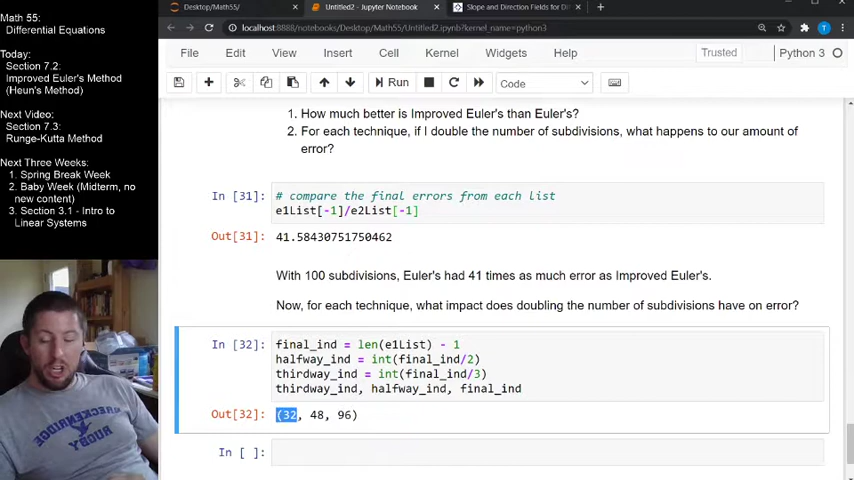 Math 55:
Differential Equations
Today:
Section 7.2:
Improved Euler's Method
(Heun's Method)
Next Video:
Section 7.3:
Runge-Kutta Method
Next Three Weeks:
1. Spring Break Week
2. Baby Week (Midterm, no
new content)
3. Section 3.1 - Intro to
Linear Systems
Desktop/Math55/
Untitled2 - Jupyter Notebook
Slope and Direction Fields for Dif
localhost:8888/notebooks/Desktop/Math55/Untitled2.ipynb?kernel_name=python3
File Edit View Insert Cell Kernel Widgets Help Trusted Python 3
Run Code
1. How much better is Improved Euler's than Euler's?
2. For each technique, if I double the number of subdivisions, what happens to our amount of
error?
In [31]: # compare the final errors from each list
e1List[-1]/e2List[-1]
Out[31]: 41.58430751750462
With 100 subdivisions, Euler's had 41 times as much error as Improved Euler's.
Now, for each technique, what impact does doubling the number of subdivisions have on error?
In [32]: final_ind = len(e1List) - 1
halfway_ind = int(final_ind/2)
thirdway_ind = int(final_ind/3)
thirdway_ind, halfway_ind, final_ind
Out[32]: (32, 48, 96)
In [ ]:
BRECKENRIDGE
RUGBY